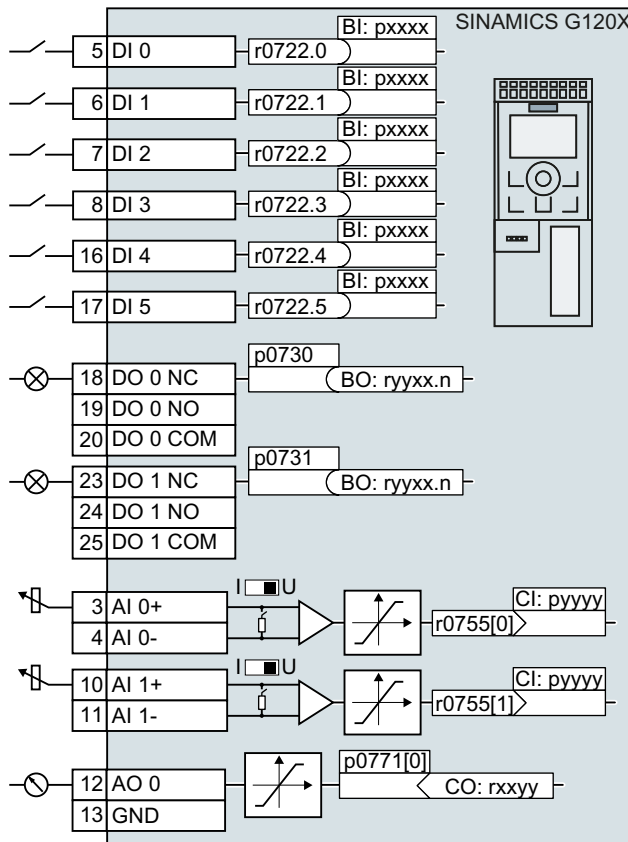 SINAMICS G120X
BI: pxxxx
5 DI 0 r0722.0
BI: pxxxx
6 DI 1 r0722.1
BI: pxxxx
7 DI 2 r0722.2
BI: pxxxx
8 DI 3 r0722.3
BI: pxxxx
16 DI 4 r0722.4
BI: pxxxx
17 DI 5 r0722.5
p0730
18 DO 0 NC BO: ryyxx.n
19 DO 0 NO
20 DO 0 COM
p0731
23 DO 1 NC BO: ryyxx.n
24 DO 1 NO
25 DO 1 COM
I U
CI: pyyyy
3 AI 0+
r0755[0]
4 AI 0-
I U
CI: pyyyy
10 AI 1+
r0755[1]
11 AI 1-
p0771[0]
12 AO 0 CO: rxxyy
13 GND